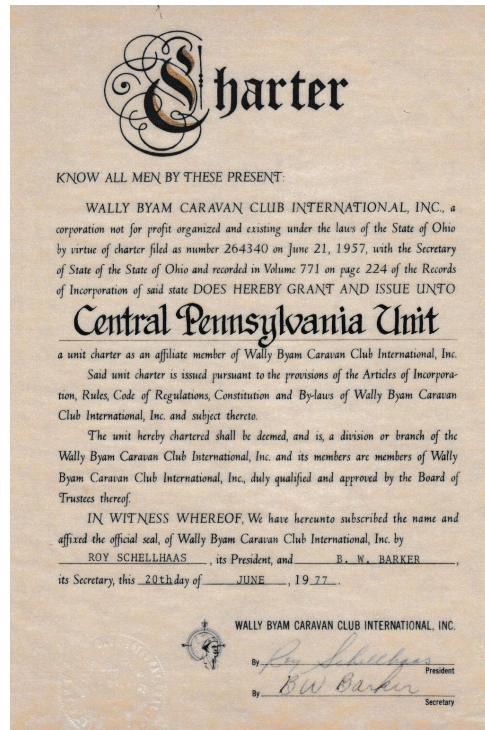 Charter
KNOW ALL MEN BY THESE PRESENT:
WALLY BYAM CARAVAN CLUB INTERNATIONAL, INC., a
corporation not for profit organized and existing under the laws of the State of Ohio
by virtue of charter filed as number 264340 on June 21, 1957, with the Secretary
of State of the State of Ohio and recorded in Volume 771 on page 224 of the Records
of Incorporation of said state DOES HEREBY GRANT AND ISSUE UNTO
Central Pennsylvania Unit
a unit charter as an affiliate member of Wally Byam Caravan Club International, Inc.
Said unit charter is issued pursuant to the provisions of the Articles of Incorpora-
tion, Rules, Code of Regulations, Constitution and By-laws of Wally Byam Caravan
Club International, Inc. and subject thereto.
The unit hereby chartered shall be deemed, and is, a division or branch of the
Wally Byam Caravan Club International, Inc. and its members are members of Wally
Byam Caravan Club International, Inc., duly qualified and approved by the Board of
Trustees thereof.
IN WITNESS WHEREOF, We have hereunto subscribed the name and
affixed the official seal, of Wally Byam Caravan Club International, Inc. by
ROY SCHELLHAAS, its President, and B. W. BARKER,
its Secretary, this 20th day of JUNE, 1977.
WALLY BYAM CARAVAN CLUB INTERNATIONAL, INC.
By Roy Schellhaas
President
By BW Barker
Secretary